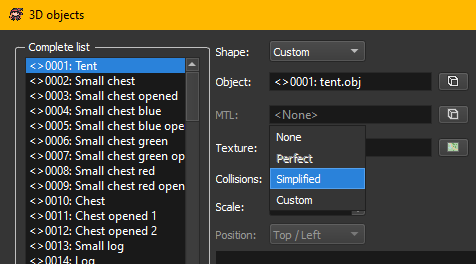 3D objects
Complete list
<>0001: Tent
<>0002: Small chest
<>0003: Small chest opened
<>0004: Small chest blue
<>0005: Small chest blue ope
<>0006: Small chest green
<>0007: Small chest green op
<>0008: Small chest red
<>0009: Small chest red open
<>0010: Chest
<>0011: Chest opened 1
<>0012: Chest opened 2
<>0013: Small log
<>0014: Log
Shape: Custom
Object: <>0001: tent.obj
MTL: <None>
Texture:
Collisions:
Scale:
Position: Top / Left
None
Perfect
Simplified
Custom